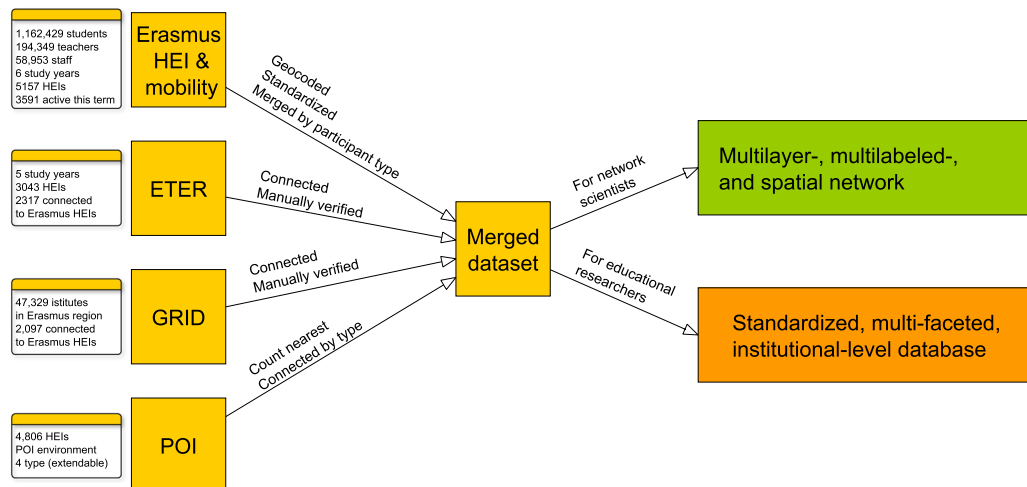 1,162,429 students
194,349 teachers
58,953 staff
6 study years
5157 HEIs
3591 active this term
Erasmus
HEI &
mobility
Geocoded
Standardized
Merged by participant type
5 study years
3043 HEIs
2317 connected
to Erasmus HEIs
ETER
Connected
Manually verified
47,329 istitutes
in Erasmus region
2,097 connected
to Erasmus HEIs
GRID
Connected
Manually verified
4,806 HEIs
POI environment
4 type (extendable)
POI
Count nearest
Connected by type
Merged
dataset
For network
scientists
Multilayer-, multilabeled-,
and spatial network
For educational
researchers
Standardized, multi-faceted,
institutional-level database